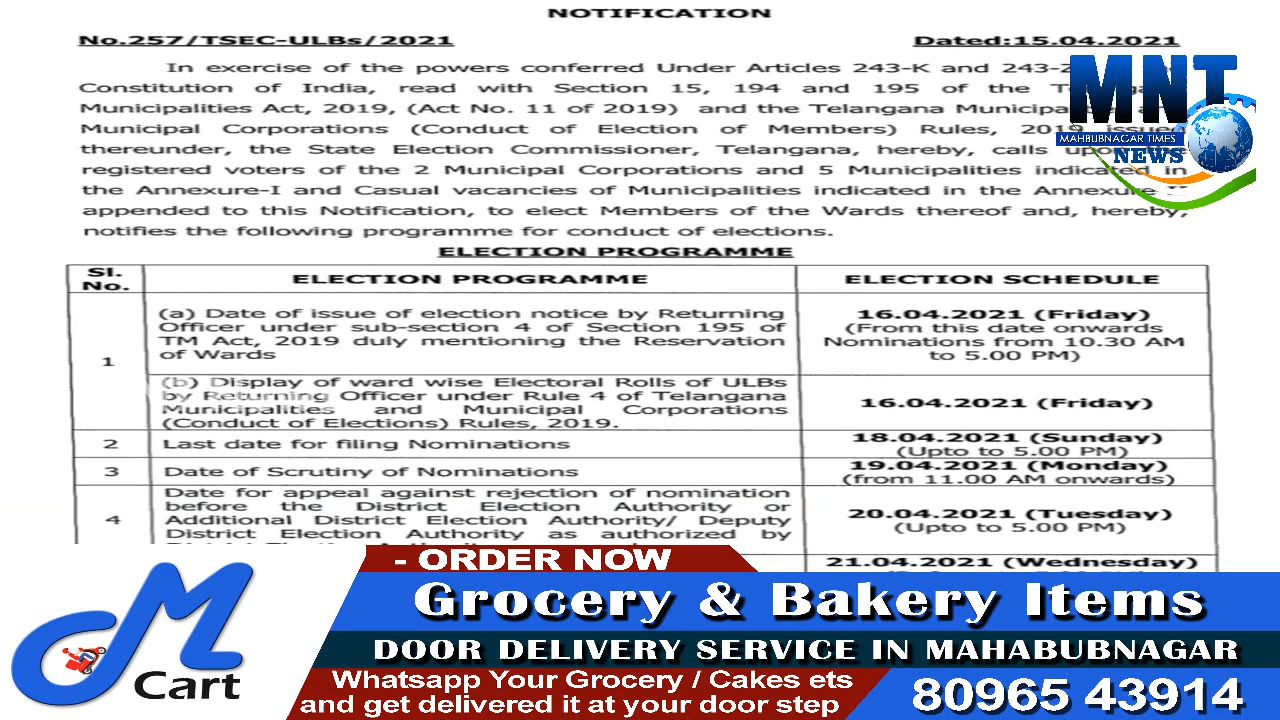 NOTIFICATION
No.257/TSEC-ULBs/2021 Dated:15.04.2021
In exercise of the powers conferred Under Articles 243-K and
Constitution of India, read with Section 15, 194 and 195 of the
Municipalities Act, 2019, (Act No. 11 of 2019) and the Telangana
Municipal Corporations (Conduct of Election of Members) Rules, 2019 issued
thereunder, the State Election Commissioner, Telangana, hereby, calls
registered voters of the 2 Municipal Corporations and 5 Municipalities indicated in
the Annexure-I and Casual vacancies of Municipalities indicated in the Annexure
appended to this Notification, to elect Members of the Wards thereof and, hereby,
notifies the following programme for conduct of elections.
MNT
MAHBUBNAGAR TIMES
NEWS
ELECTION PROGRAMME
Sl. No. ELECTION PROGRAMME ELECTION SCHEDULE
1
(a) Date of issue of election notice by Returning
Officer under sub-section 4 of Section 195 of
TM Act, 2019 duly mentioning the Reservation
of Wards
16.04.2021 (Friday)
(From this date onwards
Nominations from 10.30 AM
to 5.00 PM)
(b) Display of ward wise Electoral Rolls of ULBs
by Returning Officer under Rule 4 of Telangana
Municipalities and Municipal Corporations
(Conduct of Elections) Rules, 2019.
16.04.2021 (Friday)
2 Last date for filing Nominations
18.04.2021 (Sunday)
(Upto to 5.00 PM)
3 Date of Scrutiny of Nominations
19.04.2021 (Monday)
(from 11.00 AM onwards)
4
Date for appeal against rejection of nomination
before the District Election Authority or
Additional District Election Authority/ Deputy
District Election Authority as authorized by
20.04.2021 (Tuesday)
(Upto to 5.00 PM)
21.04.2021 (Wednesday)
M
Cart
- ORDER NOW
Grocery & Bakery Items
DOOR DELIVERY SERVICE IN MAHABUBNAGAR
Whatsapp Your Grocery / Cakes ets
and get delivered it at your door step
80965 43914